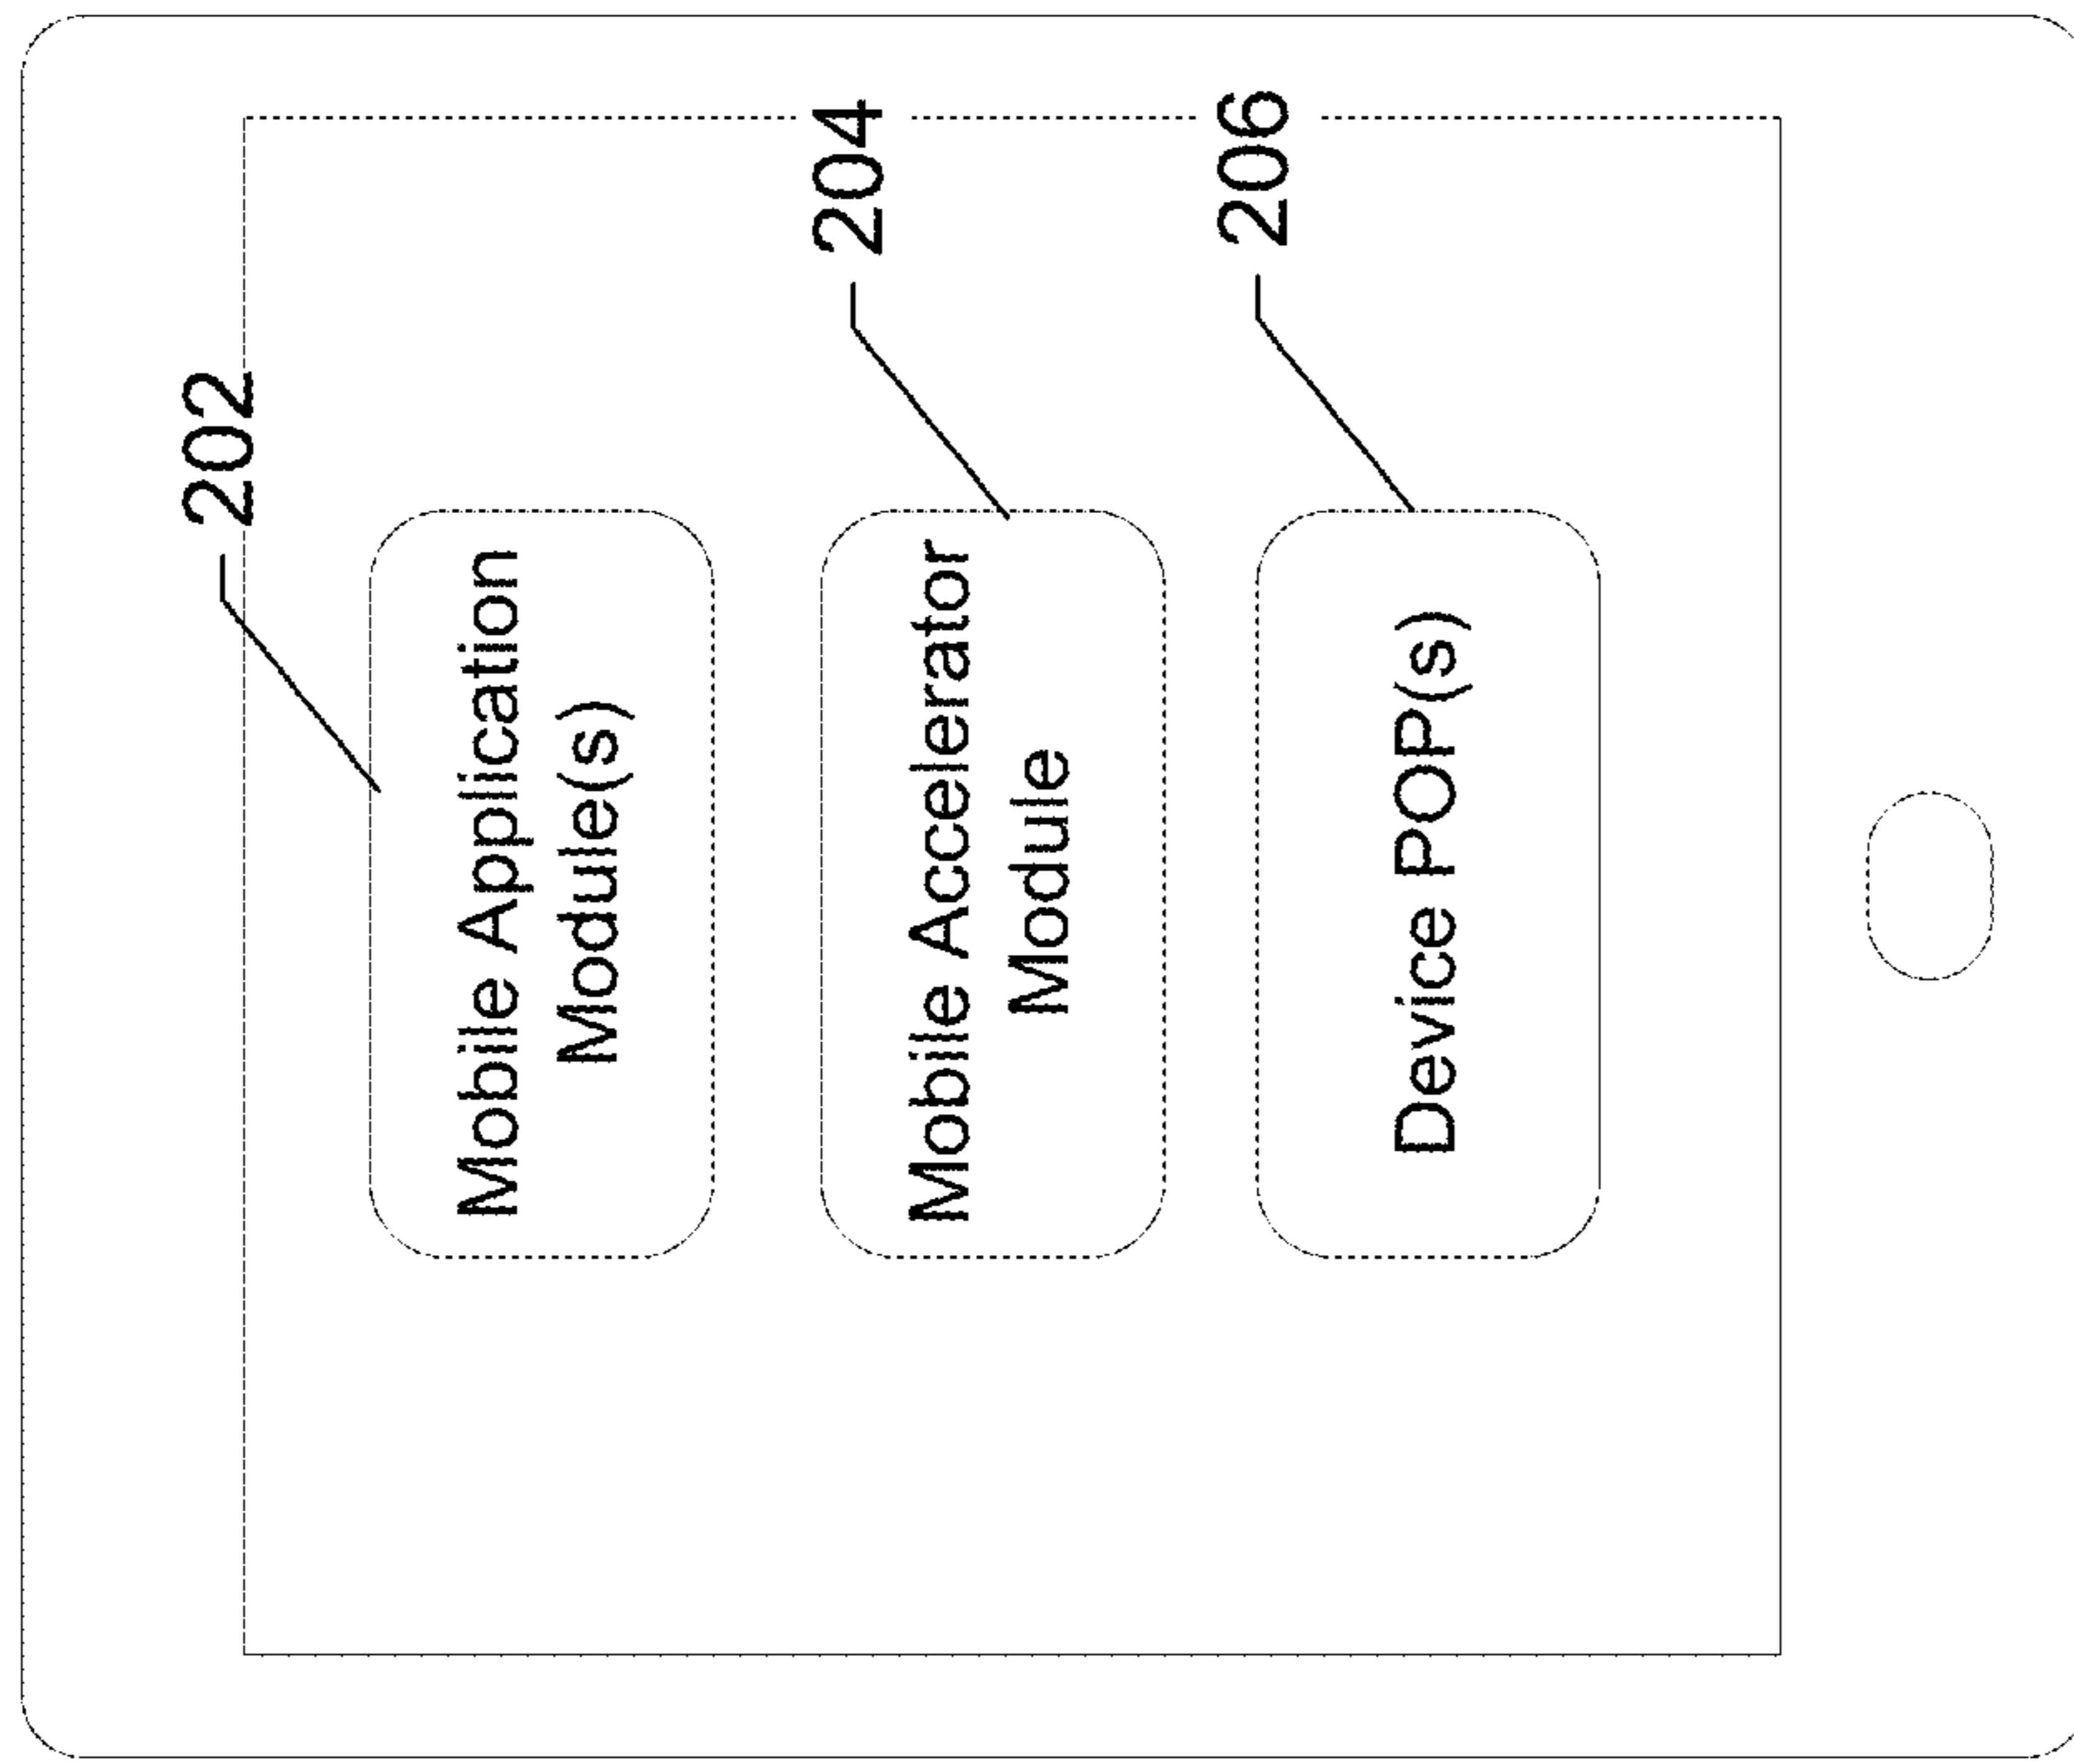 202
Mobile Application
Module(s)
204
Mobile Accelerator
Module
206
Device POP(s)